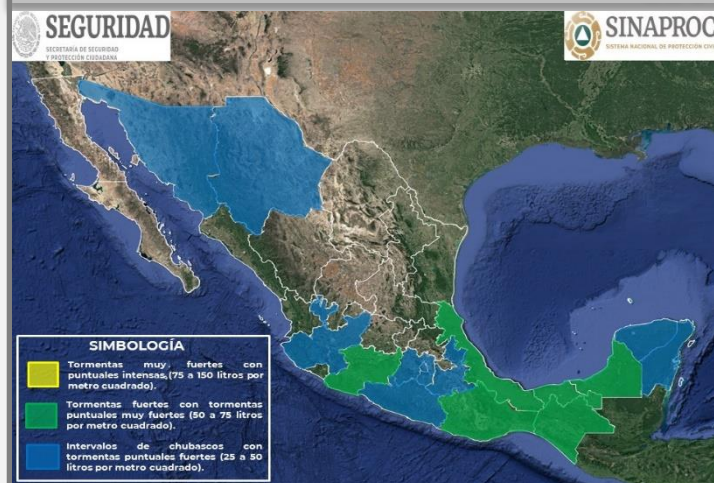 SEGURIDAD
SECRETARÍA DE SEGURIDAD
Y PROTECCIÓN CIUDADANA
SINAPROC
SISTEMA NACIONAL DE PROTECCIÓN CIVI
SIMBOLOGÍA
Tormentas muy fuertes con
puntuales intensas, (75 a 150 litros por
metro cuadrado).
Tormentas fuertes con tormentas
puntuales muy fuertes (50 a 75 litros
por metro cuadrado).
Intervalos de chubascos con
tormentas puntuales fuertes (25 a 50
litros por metro cuadrado).